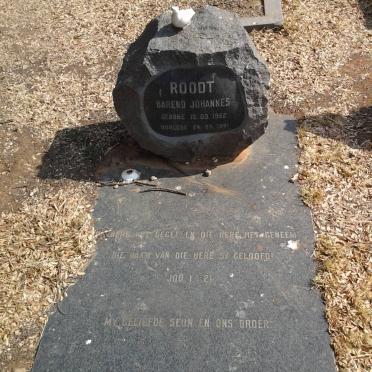 ROODT
BAREND JOHANNES
GEBORE 15.03.1962
OORLEDE
HERE HET GEGEE EN DIE HERE HET GENEEM
DIE NAAM VAN DIE HERE SY GELOOFD!
JOB 1 : 21
MY GELIEFDE SEUN EN ONS BROER